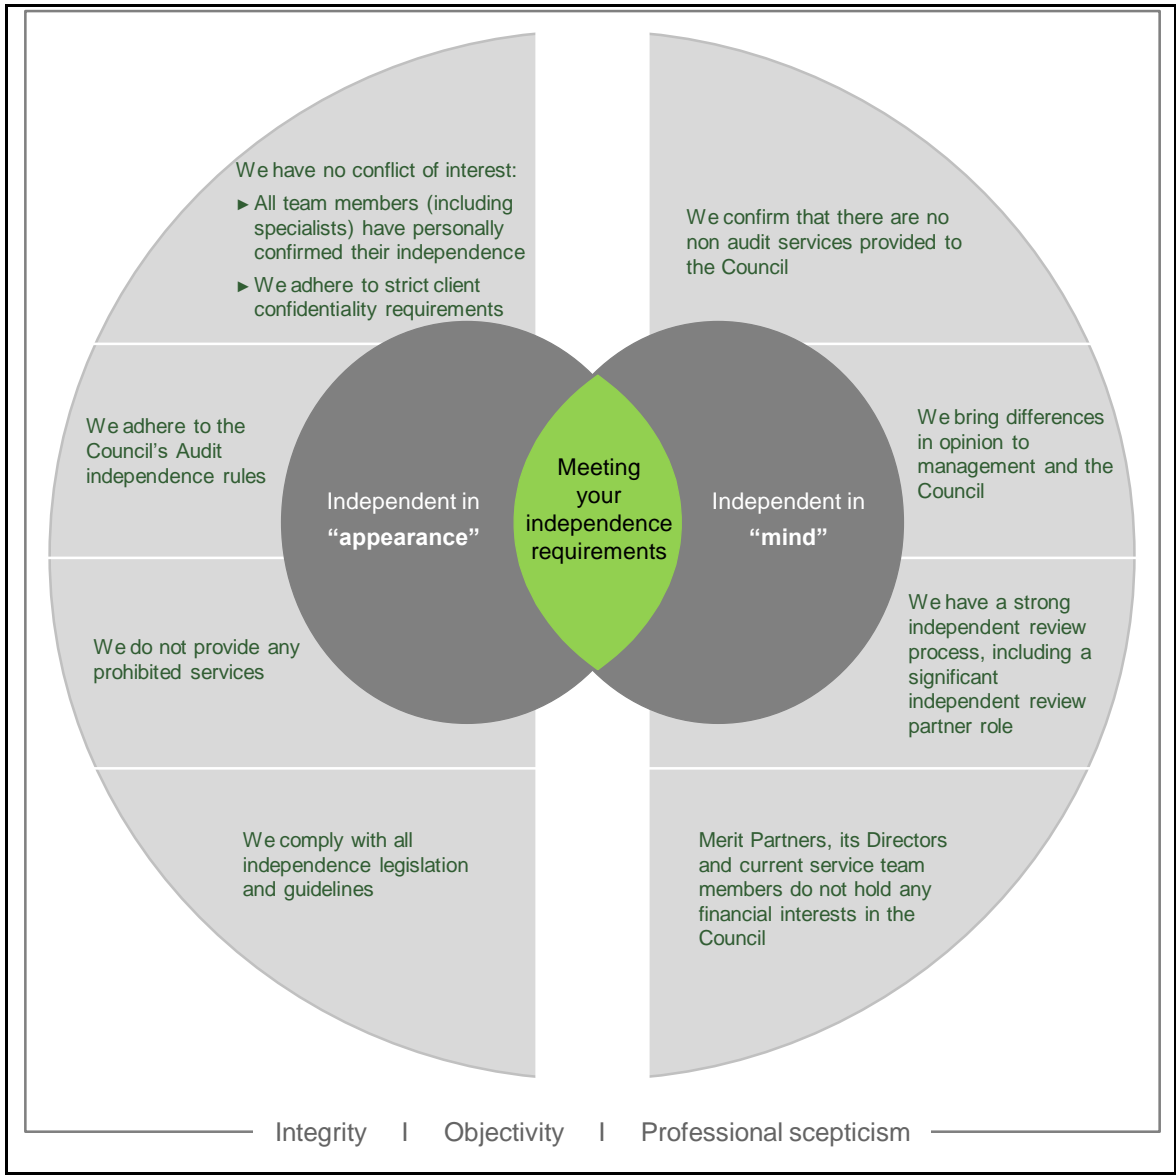 We have no conflict of interest:
► All team members (including
specialists) have personally
confirmed their independence
► We adhere to strict client
confidentiality requirements
We adhere to the
Council’s Audit
independence rules
We do not provide any
prohibited services
We comply with all
independence legislation
and guidelines
Independent in
“appearance”
Meeting
your
independence
requirements
Independent in
“mind”
We confirm that there are no
non audit services provided to
the Council
We bring differences
in opinion to
management and the
Council
We have a strong
independent review
process, including a
significant
independent review
partner role
Merit Partners, its Directors
and current service team
members do not hold any
financial interests in the
Council
Integrity I Objectivity I Professional scepticism